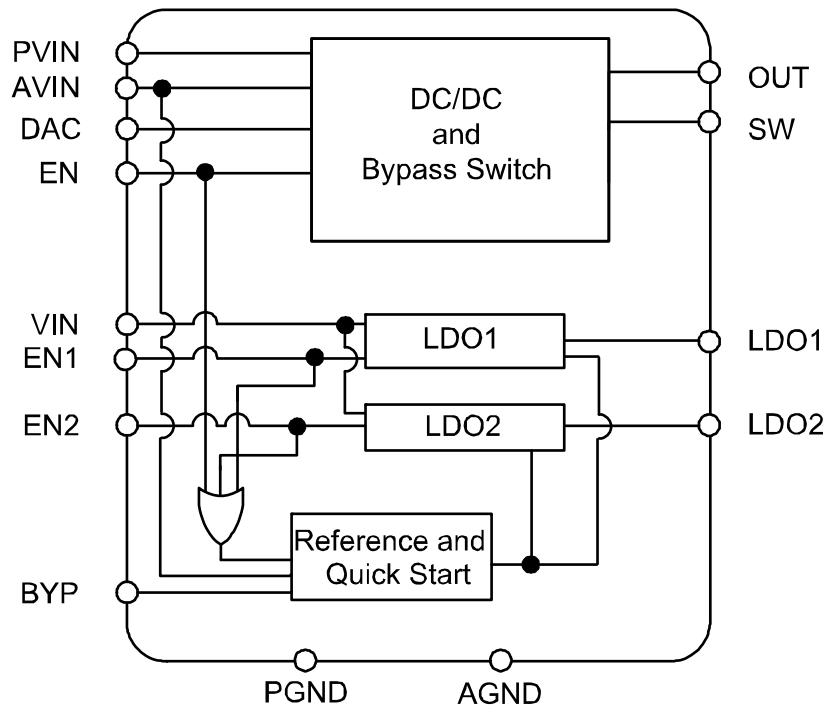 PVIN
AVIN
DAC
EN
DC/DC
and
Bypass Switch
OUT
SW
VIN
EN1
EN2
LDO1
LDO2
LDO1
LDO2
Reference and
Quick Start
BYP
PGND
AGND